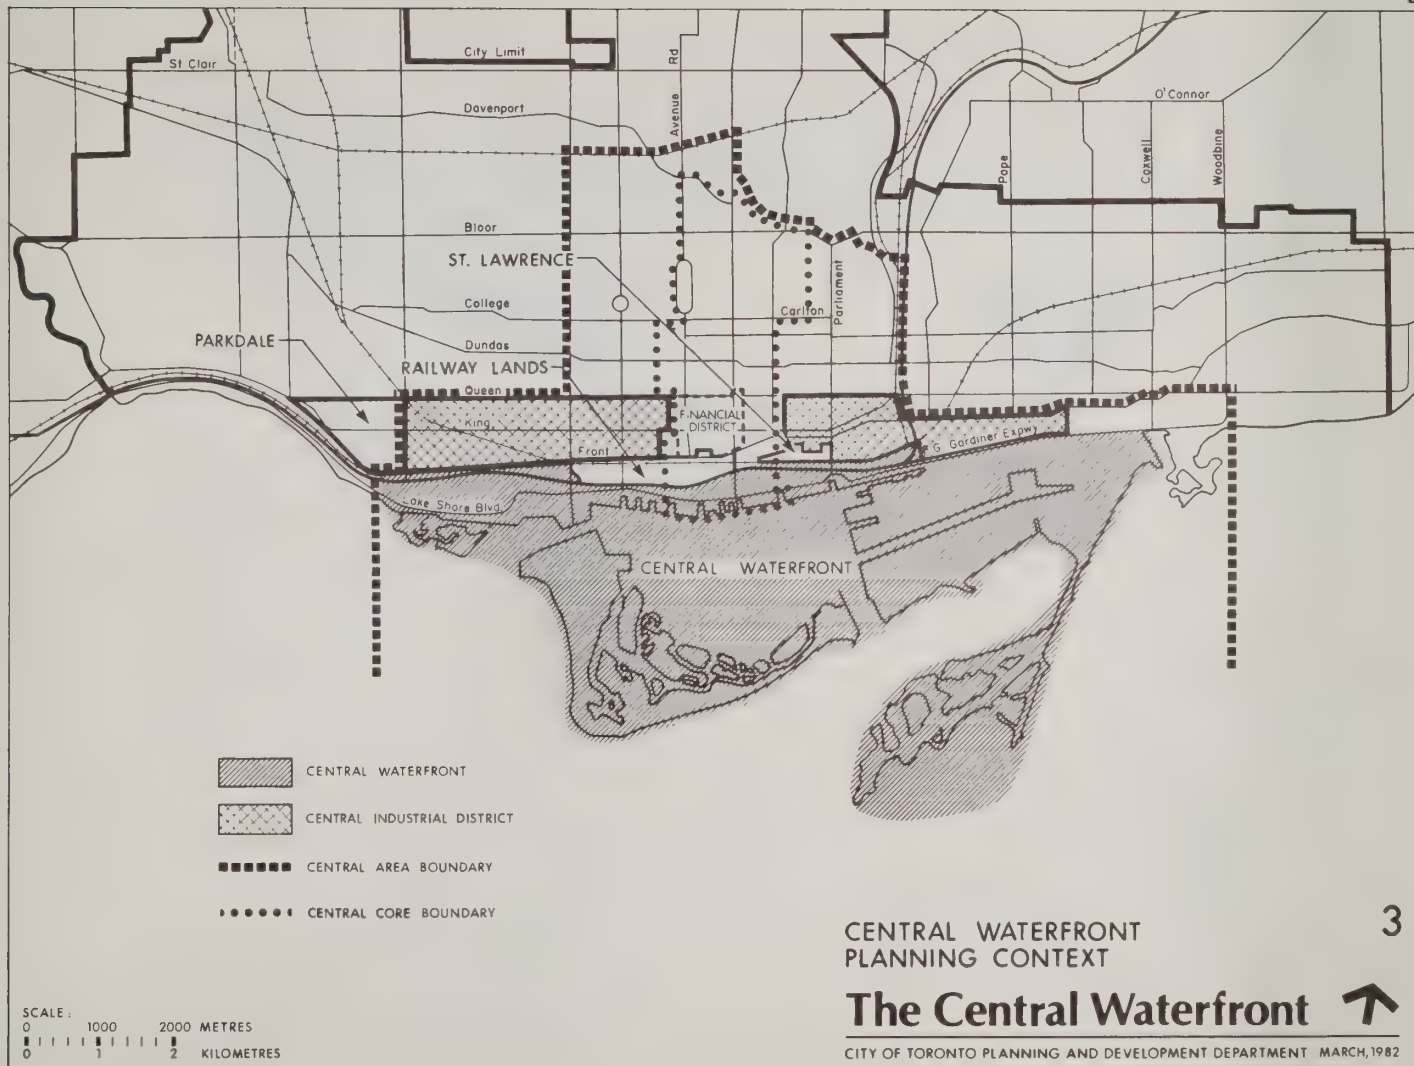 City Limit
St Clair
Avenue Rd
Davenport
O'Connor
Pape
Coxwell
Woodbine
Bloor
ST. LAWRENCE
Parliament
College
Carlton
PARKDALE
Dundas
RAILWAY LANDS
Queen
King
FINANCIAL
DISTRICT
Front
G. Gardiner Expwy
Lake Shore Blvd.
CENTRAL WATERFRONT
CENTRAL WATERFRONT
CENTRAL INDUSTRIAL DISTRICT
CENTRAL AREA BOUNDARY
CENTRAL CORE BOUNDARY
CENTRAL WATERFRONT
PLANNING CONTEXT
3
The Central Waterfront
CITY OF TORONTO PLANNING AND DEVELOPMENT DEPARTMENT MARCH, 1982
SCALE:
0 1000 2000 METRES
0 1 2 KILOMETRES